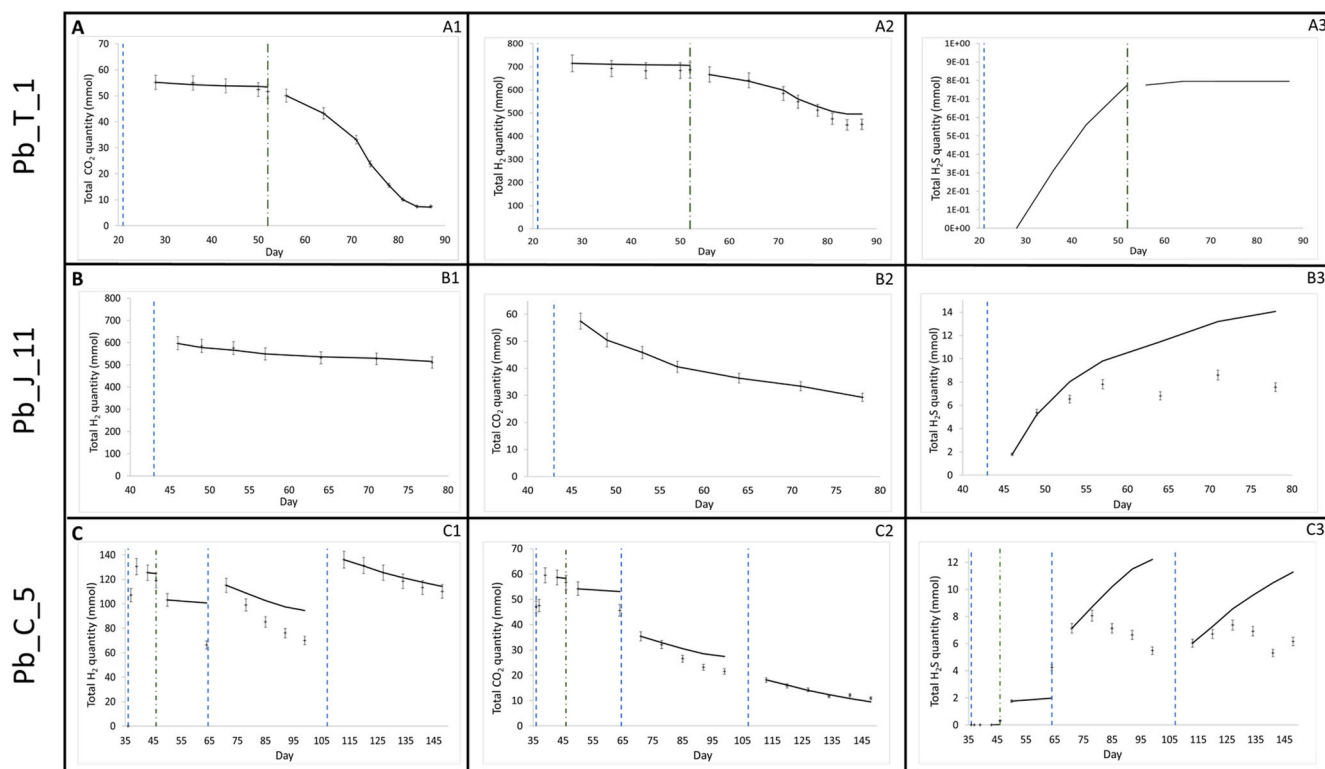 Pb_T_1
A
A1
Total CO₂ quantity (mmol)
70
60
50
40
30
20
10
0
20 30 40 50 60 70 80 90
Day
A2
Total H₂ quantity (mmol)
800
700
600
500
400
300
200
100
0
20 30 40 50 60 70 80 90
Day
A3
Total H₂S quantity (mmol)
1E+00
9E-01
8E-01
7E-01
6E-01
5E-01
4E-01
3E-01
2E-01
1E-01
0E+00
20 30 40 50 60 70 80 90
Day
Pb_J_11
B
B1
Total H₂ quantity (mmol)
800
700
600
500
400
300
200
100
0
40 45 50 55 60 65 70 75 80
Day
B2
Total CO₂ quantity (mmol)
60
50
40
30
20
10
0
40 45 50 55 60 65 70 75 80
Day
B3
Total H₂S quantity (mmol)
14
12
10
8
6
4
2
0
40 45 50 55 60 65 70 75 80
Day
Pb_C_5
C
C1
Total H₂ quantity (mmol)
140
120
100
80
60
40
20
0
35 45 55 65 75 85 95 105 115 125 135 145
Day
C2
Total CO₂ quantity (mmol)
70
60
50
40
30
20
10
0
35 45 55 65 75 85 95 105 115 125 135 145
Day
C3
Total H₂S quantity (mmol)
12
10
8
6
4
2
0
35 45 55 65 75 85 95 105 115 125 135 145
Day